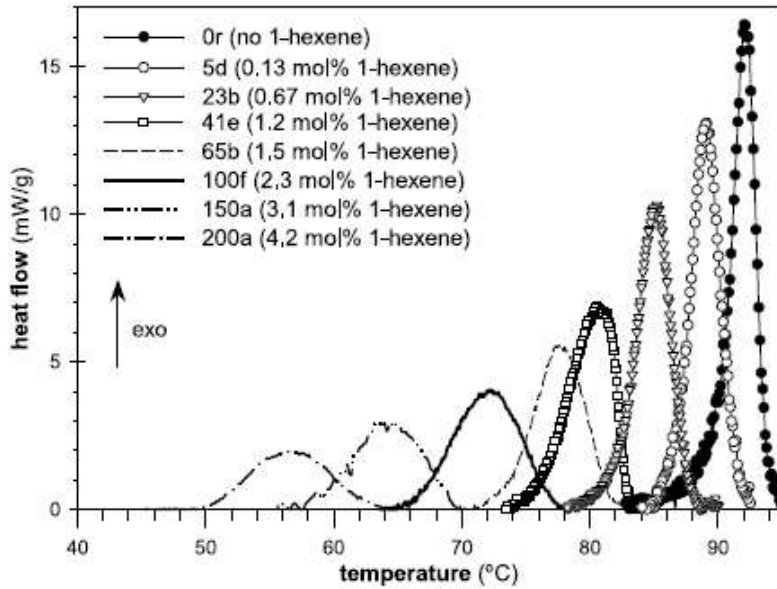 0r (no 1-hexene)
5d (0.13 mol% 1-hexene)
23b (0.67 mol% 1-hexene)
41e (1.2 mol% 1-hexene)
65b (1,5 mol% 1-hexene)
100f (2,3 mol% 1-hexene)
150a (3,1 mol% 1-hexene)
200a (4,2 mol% 1-hexene)
exo
heat flow (mW/g)
15
10
5
0
40 50 60 70 80 90
temperature (ºC)